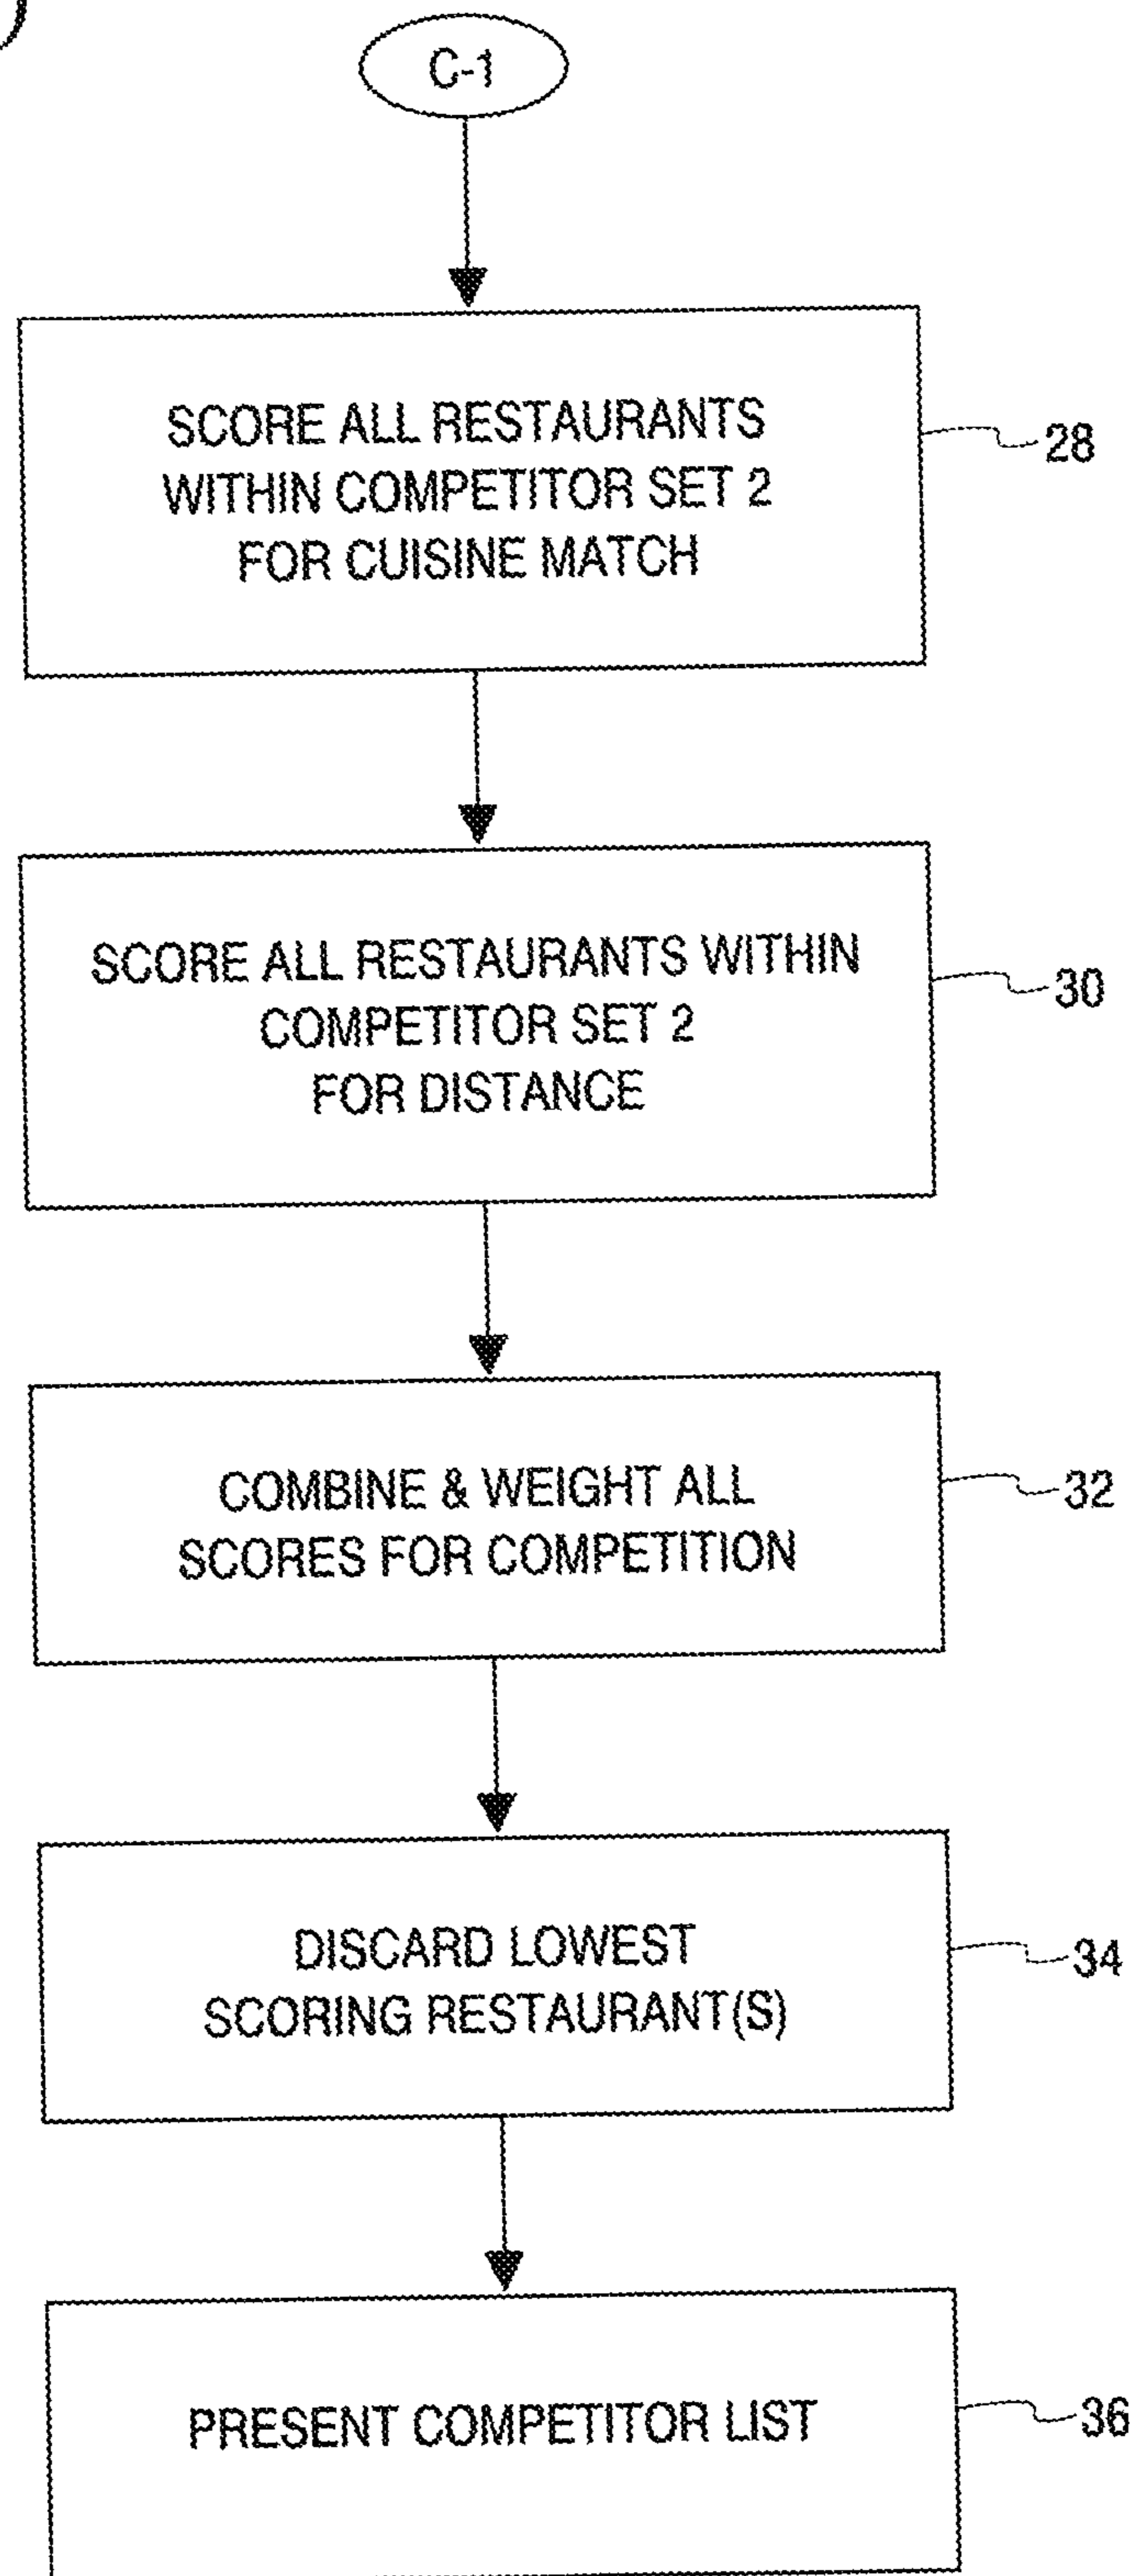 )
C-1
SCORE ALL RESTAURANTS
WITHIN COMPETITOR SET 2
FOR CUISINE MATCH
28
SCORE ALL RESTAURANTS WITHIN
COMPETITOR SET 2
FOR DISTANCE
30
COMBINE & WEIGHT ALL
SCORES FOR COMPETITION
32
DISCARD LOWEST
SCORING RESTAURANT(S)
34
PRESENT COMPETITOR LIST
36